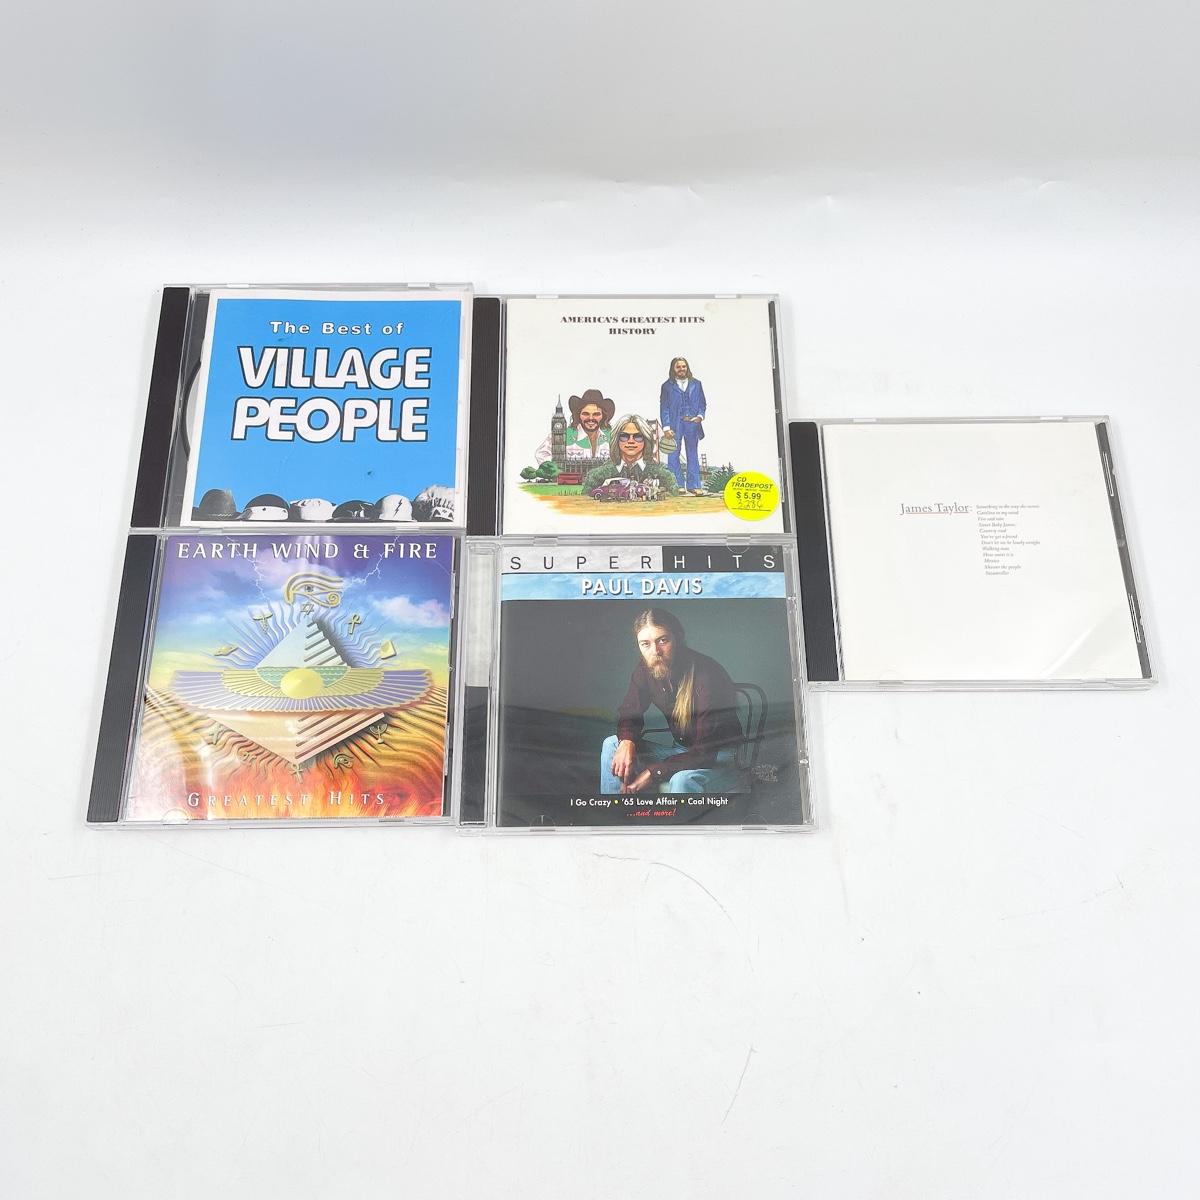 The Best of
VILLAGE
PEOPLE
AMERICA'S GREATEST HITS
HISTORY
CD
TRADEPOST
$ 5.99
3286
James Taylor:
Something in the way she moves
Carolina in my mind
Fire and rain
Sweet Baby James
Country road
You've got a friend
Don't let me be lonely tonight
Walking man
How sweet it is
Mexico
Shower the people
Steamroller
EARTH WIND & FIRE
GREATEST HITS
SUPER HITS
PAUL DAVIS
I Go Crazy • '65 Love Affair • Cool Night
...and more!